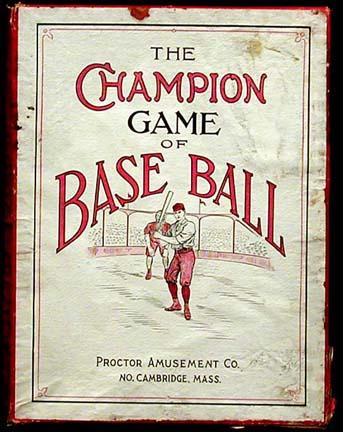 THE
CHAMPION
GAME
OF
BASE BALL
PROCTOR AMUSEMENT CO.
NO. CAMBRIDGE, MASS.